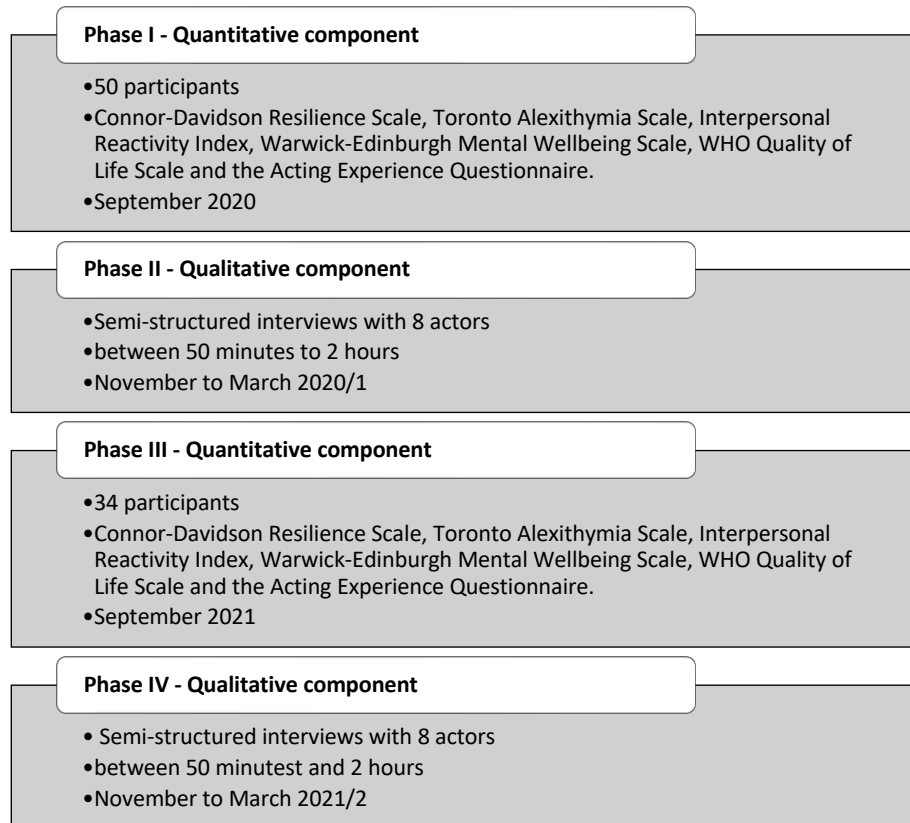 Phase I - Quantitative component
•50 participants
•Connor-Davidson Resilience Scale, Toronto Alexithymia Scale, Interpersonal
Reactivity Index, Warwick-Edinburgh Mental Wellbeing Scale, WHO Quality of
Life Scale and the Acting Experience Questionnaire.
•September 2020
Phase II - Qualitative component
•Semi-structured interviews with 8 actors
•between 50 minutes to 2 hours
•November to March 2020/1
Phase III - Quantitative component
•34 participants
•Connor-Davidson Resilience Scale, Toronto Alexithymia Scale, Interpersonal
Reactivity Index, Warwick-Edinburgh Mental Wellbeing Scale, WHO Quality of
Life Scale and the Acting Experience Questionnaire.
•September 2021
Phase IV - Qualitative component
• Semi-structured interviews with 8 actors
•between 50 minutest and 2 hours
•November to March 2021/2